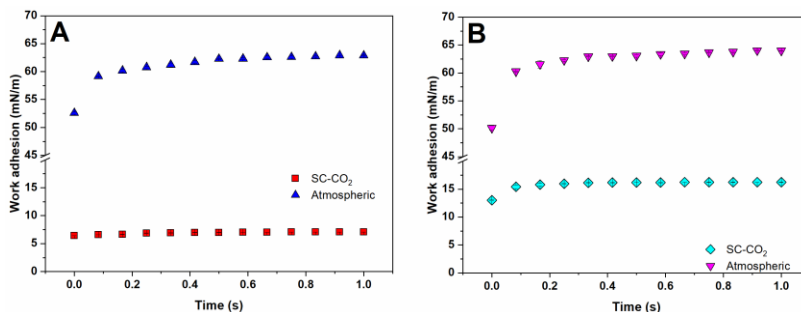 A
Work adhesion (mN/m)
70
65
60
55
50
45
15
10
5
0
SC-CO₂
Atmospheric
0.0 0.2 0.4 0.6 0.8 1.0
Time (s)
B
Work adhesion (mN/m)
70
65
60
55
50
45
15
10
5
0
SC-CO₂
Atmospheric
0.0 0.2 0.4 0.6 0.8 1.0
Time (s)